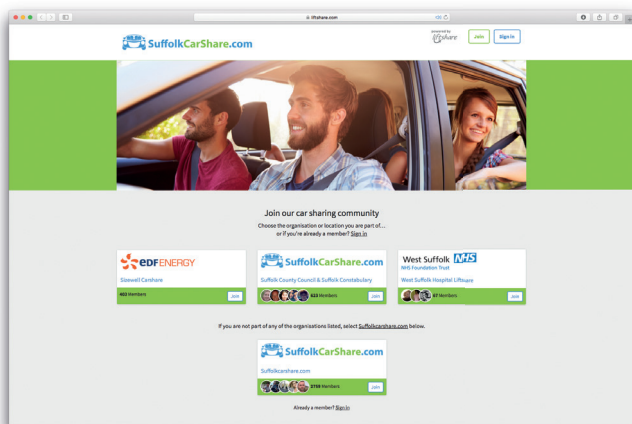 liftshare.com
SuffolkCarShare.com
powered by
liftshare
Join
Sign in
Join our car sharing community
Choose the organisation or location you are part of...
or if you're already a member? Sign in
EDF ENERGY
Sizewell Carshare
403 Members
Join
SuffolkCarShare.com
Suffolk County Council & Suffolk Constabulary
623 Members
Join
West Suffolk NHS
NHS Foundation Trust
West Suffolk Hospital Liftshare
Members
Join
If you are not part of any of the organisations listed, select Suffolkcarshare.com below.
SuffolkCarShare.com
Suffolkcarshare.com
2759 Members
Join
Already a member? Sign in